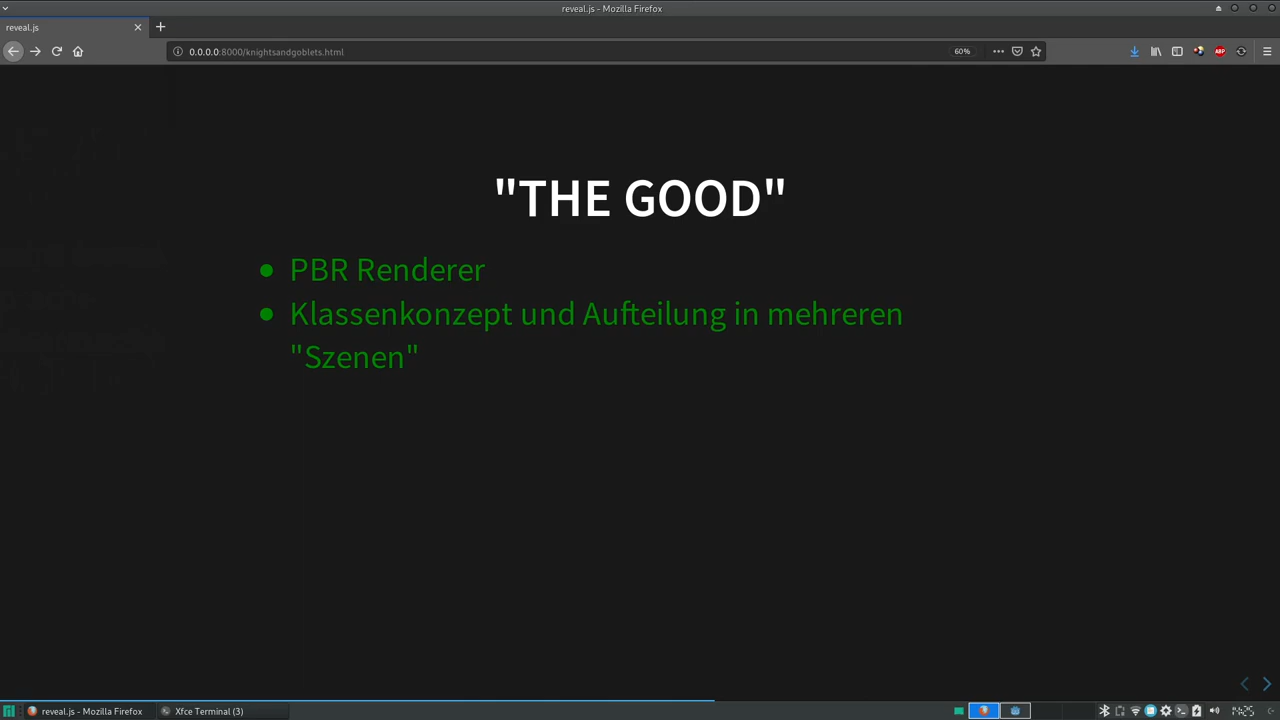 reveal.js - Mozilla Firefox
reveal.js
0.0.0.0:8000/knightsandgoblets.html
60%
ABP
"THE GOOD"
PBR Renderer
Klassenkonzept und Aufteilung in mehreren
"Szenen"
reveal.js - Mozilla Firefox
Xfce Terminal (3)